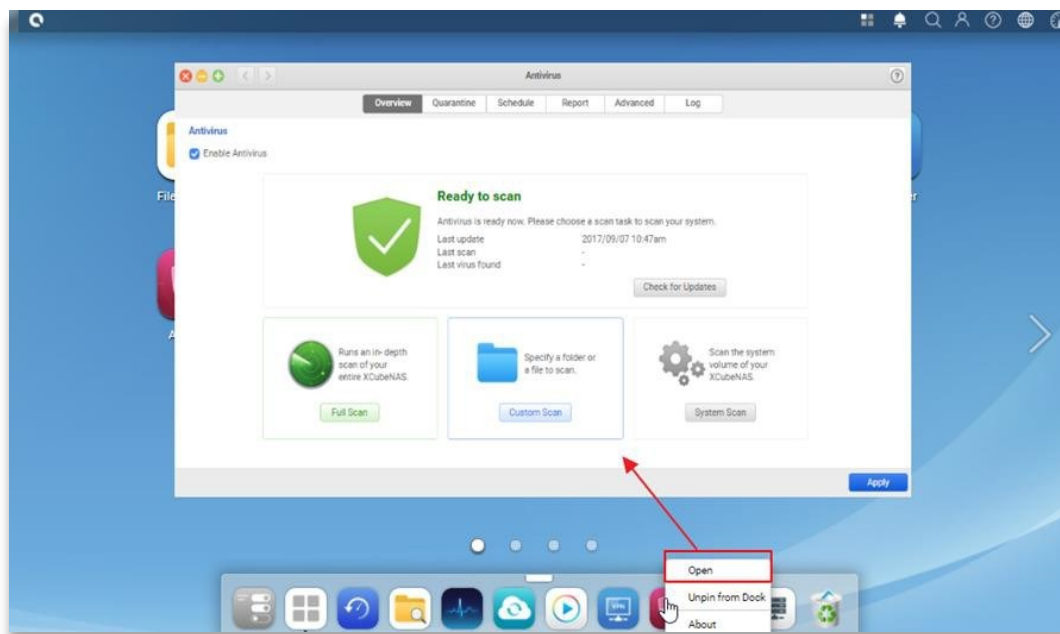 Antivirus
Overview Quarantine Schedule Report Advanced Log
Antivirus
Enable Antivirus
File
er
Ready to scan
Antivirus is ready now. Please choose a scan task to scan your system.
Last update 2017/09/07 10:47am
Last scan -
Last virus found -
Check for Updates
A
Runs an in- depth
scan of your
entire XCubeNAS.
Full Scan
Specify a folder or
a file to scan.
Custom Scan
Scan the system
volume of your
XCubeNAS.
System Scan
Apply
Open
Unpin from Dock
About
VPN